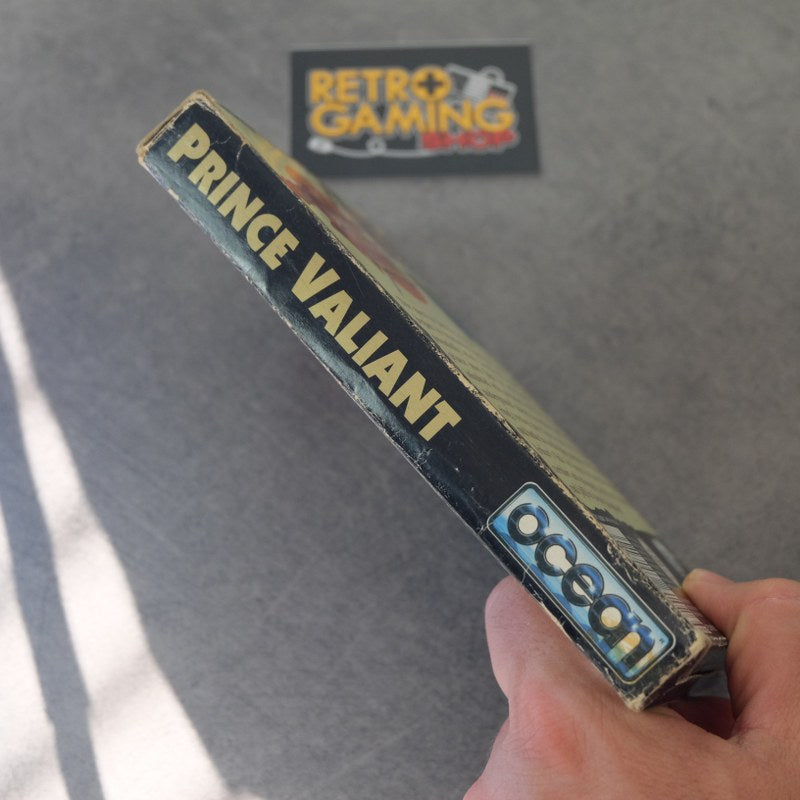 RETRO
GAMING
SHOP
PRINCE VALIANT
ocean